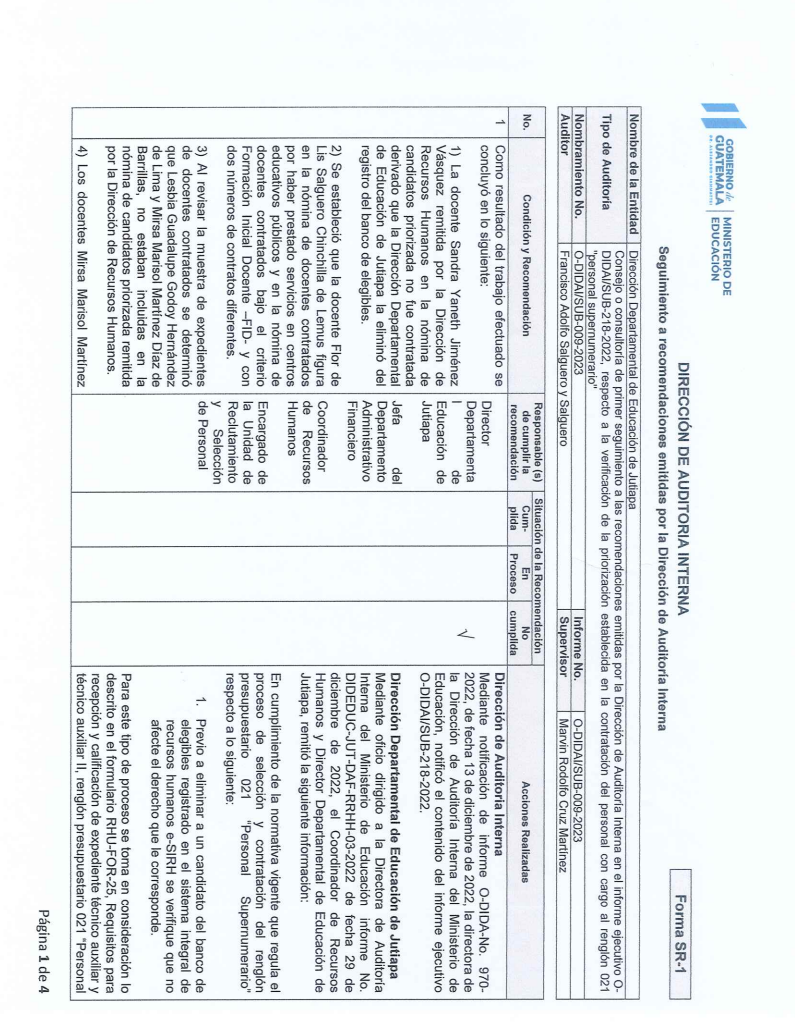 GOBIERNO de
GUATEMALA
MINISTERIO DE
EDUCACIÓN
DIRECCIÓN DE AUDITORIA INTERNA
Seguimiento a recomendaciones emitidas por la Dirección de Auditoría Interna
Forma SR-1
Nombre de la Entidad
Dirección Departamental de Educación de Jutiapa
Tipo de Auditoría
Consejo o consultoría de primer seguimiento a las recomendaciones emitidas por la Dirección de Auditoría Interna en el informe ejecutivo O-
DIDAI/SUB-218-2022, respecto a la verificación de la priorización establecida en la contratación del personal con cargo al renglón 021
"personal supernumerario"
Nombramiento No.
O-DIDAI/SUB-009-2023
Informe No.
O-DIDAI/SUB-009-2023
Auditor
Francisco Adolfo Salguero y Salguero
Supervisor
Marvin Rodolfo Cruz Martínez
No.
Condición y Recomendación
Responsable (s)
de cumplir la
recomendación
Situación de la Recomendación
Cum-
plida
En
Proceso
No
cumplida
Acciones Realizadas
1
Como resultado del trabajo efectuado se
concluyó en lo siguiente:
1) La docente Sandra Yaneth Jiménez
Vásquez remitida por la Dirección de
Recursos Humanos en la nómina de
candidatos priorizada no fue contratada
derivado que la Dirección Departamental
de Educación de Jutiapa la eliminó del
registro del banco de elegibles.
2) Se estableció que la docente Flor de
Lis Salguero Chinchilla de Lemus figura
en la nómina de docentes contratados
por haber prestado servicios en centros
educativos públicos y en la nómina de
docentes contratados bajo el criterio
Formación Inicial Docente –FID- y con
dos números de contratos diferentes.
3) Al revisar la muestra de expedientes
de docentes contratados se determinó
que Lesbia Guadalupe Godoy Hernández
de Lima y Mirsa Marisol Martínez Díaz de
Barrillas, no estaban incluidas en la
nómina de candidatos priorizada remitida
por la Dirección de Recursos Humanos.
4) Los docentes Mirsa Marisol Martínez
Director
Departamenta
l de
Educación de
Jutiapa
Jefa del
Departamento
Administrativo
Financiero
Coordinador
de Recursos
Humanos
Encargado de
la Unidad de
Reclutamiento
y Selección
de Personal
√
Dirección de Auditoría Interna
Mediante notificación de informe O-DIDA-No. 970-
2022, de fecha 13 de diciembre de 2022, la directora de
la Dirección de Auditoría Interna del Ministerio de
Educación, notificó el contenido del informe ejecutivo
O-DIDAI/SUB-218-2022.
Dirección Departamental de Educación de Jutiapa
Mediante oficio dirigido a la Directora de Auditoría
Interna del Ministerio de Educación informe No.
DIDEDUC-JUT-DAF-RRHH-03-2022 de fecha 29 de
diciembre de 2022, el Coordinador de Recursos
Humanos y Director Departamental de Educación de
Jutiapa, remitió la siguiente información:
En cumplimiento de la normativa vigente que regula el
proceso de selección y contratación del renglón
presupuestario 021 "Personal Supernumerario"
respecto a lo siguiente:
1. Previo a eliminar a un candidato del banco de
elegibles registrado en el sistema integral de
recursos humanos e-SIRH se verifique que no
afecte el derecho que le corresponde.
Para este tipo de proceso se toma en consideración lo
descrito en el formulario RHU-FOR-25, Requisitos para
recepción y calificación de expediente técnico auxiliar y
técnico auxiliar II, renglón presupuestario 021 "Personal
Página 1 de 4